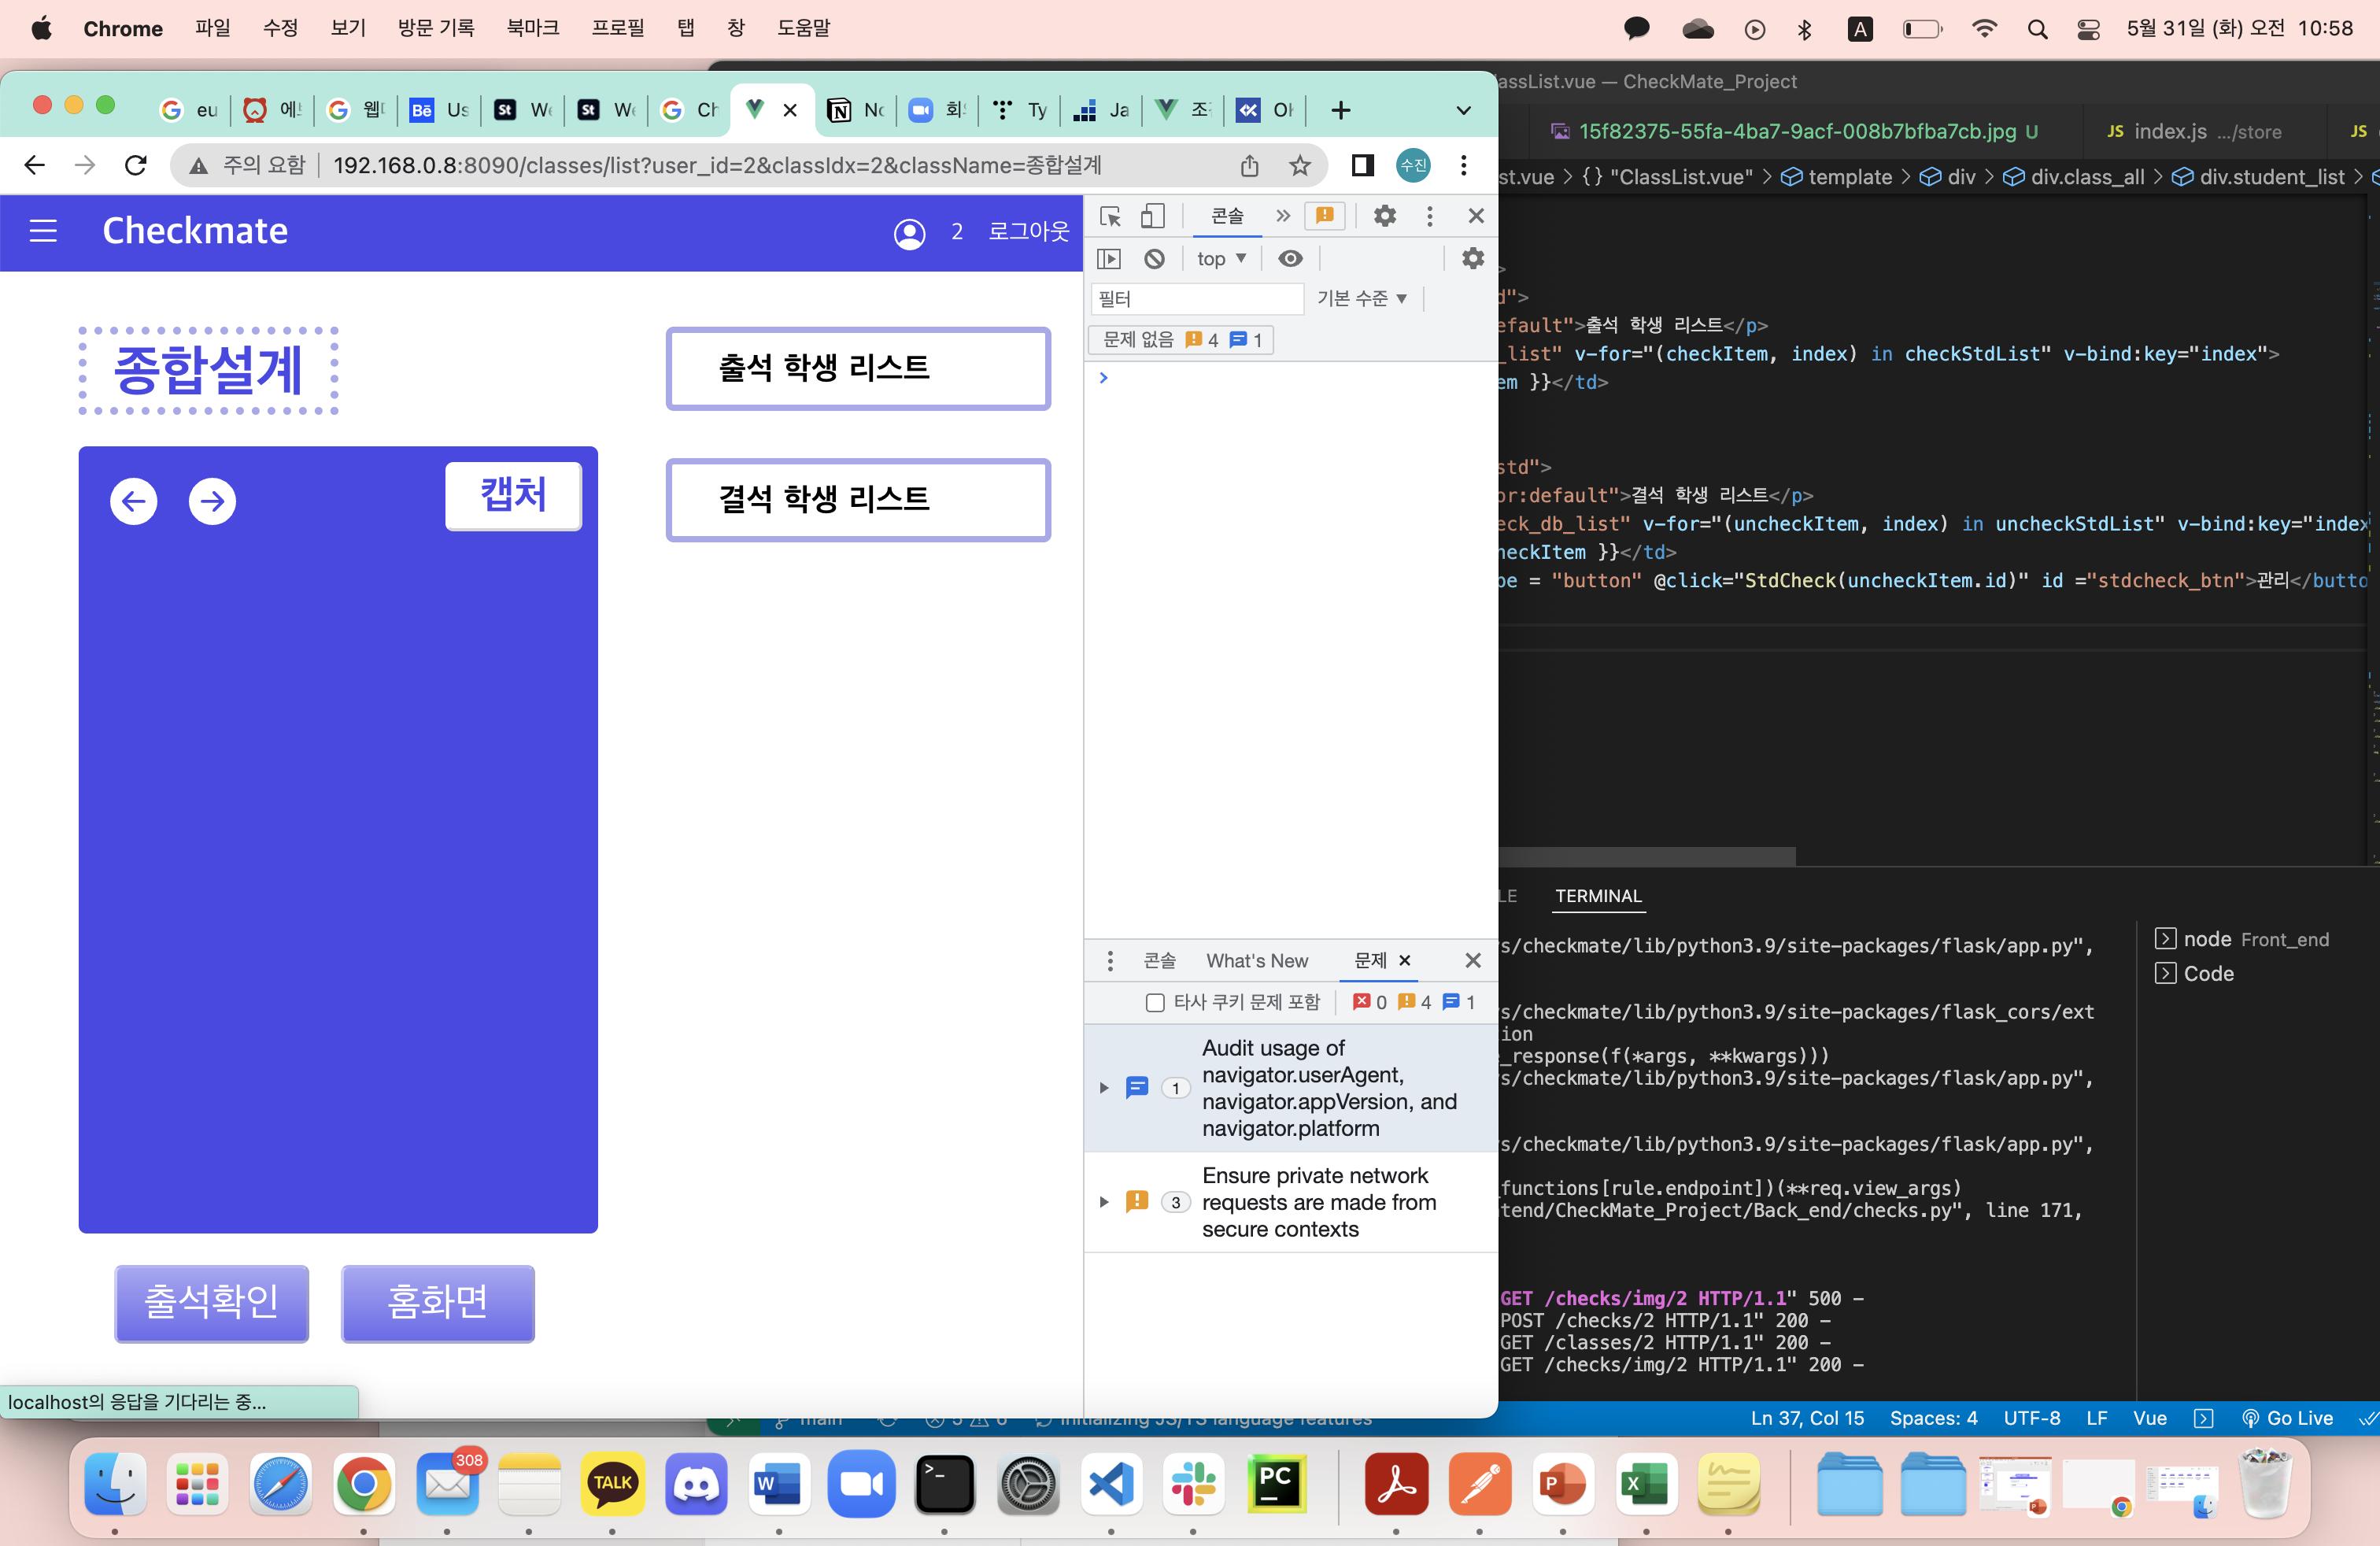 Chrome 파일 수정 보기 방문 기록 북마크 프로필 탭 창 도움말
A 5월 31일 (화) 오전 10:58
assList.vue — CheckMate_Project
eu
Bē Us
St We
St We
Ch
Ty
Ja
15f82375-55fa-4ba7-9acf-008b7bfba7cb.jpg U
JS index.js .../store
JS
주의 요함 192.168.0.8:8090/classes/list?user_id=2&classIdx=2&className=종합설계
수진
st.vue > {} "ClassList.vue" > template > div > div.class_all > div.student_list >
Checkmate
2 로그아웃
종합설계
캡처
출석 학생 리스트
결석 학생 리스트
출석확인
홈화면
localhost의 응답을 기다리는 중...
콘솔
top ▼
필터
기본 수준 ▼
문제 없음 4 1
콘솔 What's New 문제
타사 쿠키 문제 포함 0 4 1
1
Audit usage of
navigator.userAgent,
navigator.appVersion, and
navigator.platform
3
Ensure private network
requests are made from
secure contexts
>
d">
efault">출석 학생 리스트</p>
_list" v-for="(checkItem, index) in checkStdList" v-bind:key="index">
em }}</td>
std">
or:default">결석 학생 리스트</p>
eck_db_list" v-for="(uncheckItem, index) in uncheckStdList" v-bind:key="index
heckItem }}</td>
pe = "button" @click="StdCheck(uncheckItem.id)" id ="stdcheck_btn">관리</butto
LE TERMINAL
s/checkmate/lib/python3.9/site-packages/flask/app.py",
s/checkmate/lib/python3.9/site-packages/flask_cors/ext
ion
_response(f(*args, **kwargs)))
s/checkmate/lib/python3.9/site-packages/flask/app.py",
s/checkmate/lib/python3.9/site-packages/flask/app.py",
_functions[rule.endpoint])(**req.view_args)
tend/CheckMate_Project/Back_end/checks.py", line 171,
GET /checks/img/2 HTTP/1.1" 500 -
POST /checks/2 HTTP/1.1" 200 -
GET /classes/2 HTTP/1.1" 200 -
GET /checks/img/2 HTTP/1.1" 200 -
node Front_end
Code
main
Initializing JS/TS language features
Ln 37, Col 15 Spaces: 4 UTF-8 LF Vue Go Live
308
TALK
W
PC
P
X